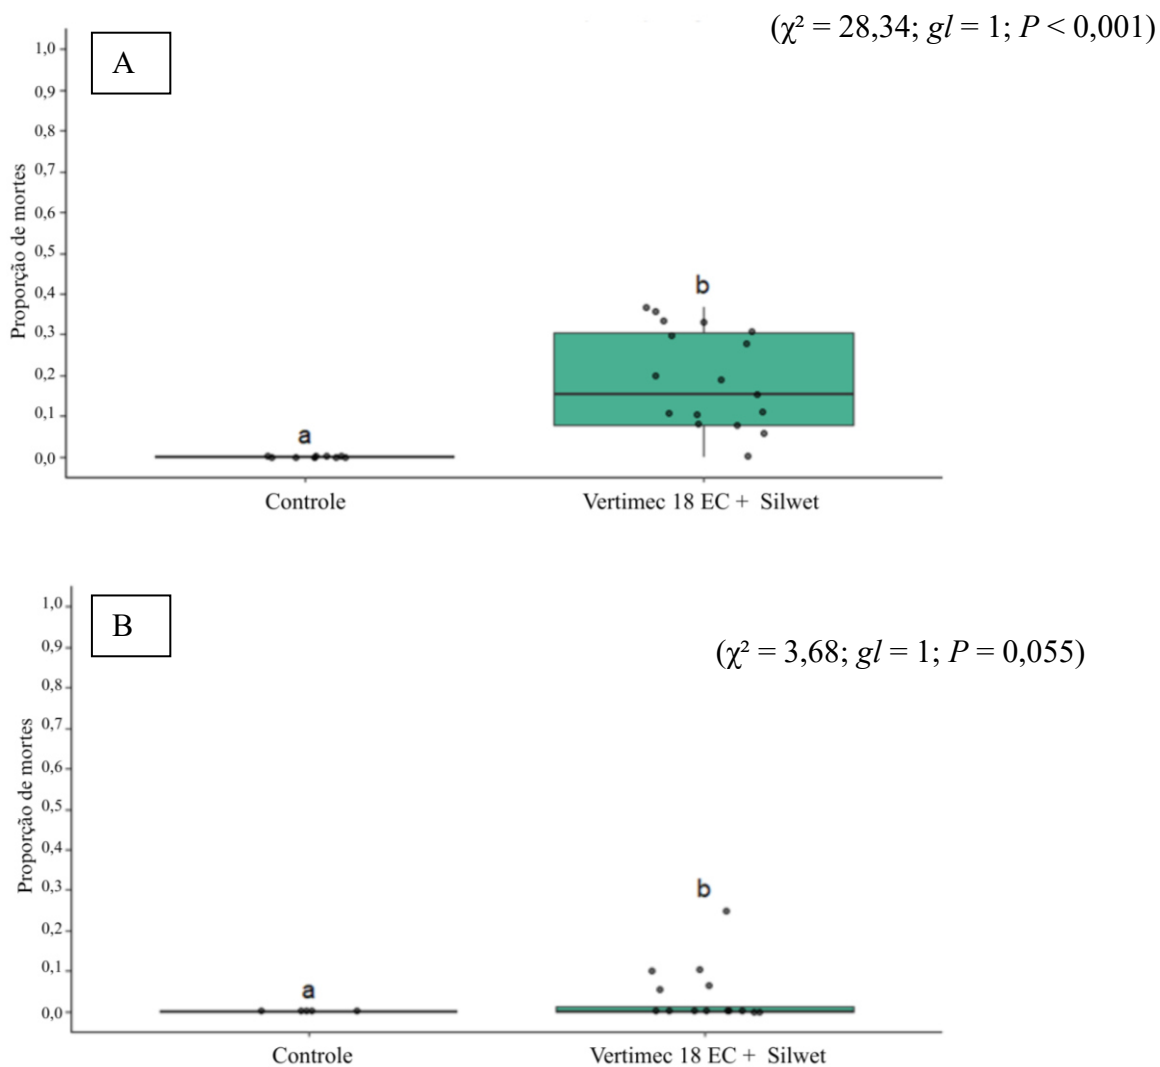 (χ² = 28,34; gl = 1; P < 0,001)
A
Proporção de mortes
1,0
0,9
0,8
0,7
0,6
0,5
0,4
0,3
0,2
0,1
0,0
a
b
Controle
Vertimec 18 EC + Silwet
B
(χ² = 3,68; gl = 1; P = 0,055)
Proporção de mortes
1,0
0,9
0,8
0,7
0,6
0,5
0,4
0,3
0,2
0,1
0,0
a
b
Controle
Vertimec 18 EC + Silwet